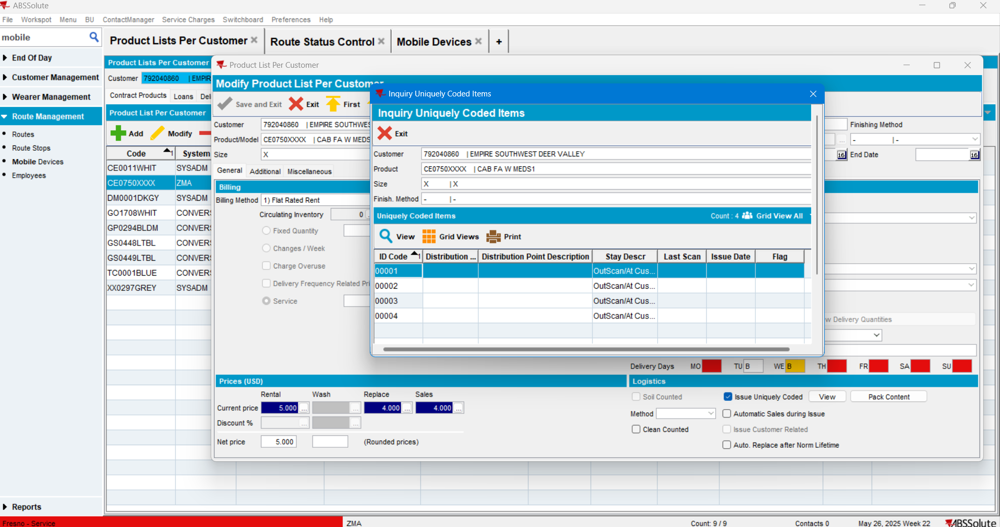 ABSSolute
File Workspot Menu BU ContactManager Service Charges Switchboard Preferences Help
mobile
Product Lists Per Customer
Route Status Control
Mobile Devices
+
End Of Day
Customer Management
Wearer Management
Route Management
Routes
Route Stops
Mobile Devices
Employees
Reports
Product Lists Per Customer
Customer 792040860 | EMPIR
Contract Products Loans Del
Product List Per Customer
Add Modify
Code 1 System
CE0011WHIT SYSADM
CE0750XXXX ZMA
DM0001DKGY SYSADM
GO1708WHIT CONVER
GP0294BLDM CONVER
GS0448LTBL CONVER
GS0449LTBL CONVER
TC0001BLUE CONVER
XX0297GREY SYSADM
Product List Per Customer
Modify Product List Per Customer
Save and Exit Exit First
Customer 792040860 | EMPIRE SOUTHWES
Product/Model CE0750XXXX | CAB FA W MEDS
Size X
Finishing Method
- | -
16 End Date 16
General Additional Miscellaneous
Billing
Billing Method 1) Flat Rated Rent
Circulating Inventory 0
Fixed Quantity
Changes / Week
Charge Overuse
Delivery Frequency Related Pri
Service
Inquiry Uniquely Coded Items
Inquiry Uniquely Coded Items
Exit
Customer 792040860 | EMPIRE SOUTHWEST DEER VALLEY
Product CE0750XXXX | CAB FA W MEDS1
Size X | X
Finish. Method - | -
Uniquely Coded Items Count : 4 Grid View All
View Grid Views Print
ID Code 1 Distribution ... Distribution Point Description Stay Descr Last Scan Issue Date Flag
00001 OutScan/At Cus...
00002 OutScan/At Cus...
00003 OutScan/At Cus...
00004 OutScan/At Cus...
w Delivery Quantities
Delivery Days MO TU B WE B TH FR SA SU
Prices (USD)
Rental Wash Replace Sales
Current price 5.000 ... ... 4.000 ... 4.000 ...
Discount % ... ...
Net price 5.000 (Rounded prices)
Logistics
Soil Counted Issue Uniquely Coded View Pack Content
Method Automatic Sales during Issue
Clean Counted Issue Customer Related
Auto. Replace after Norm Lifetime
Fresno - Service ZMA Count: 9 / 9 Contacts 0 May 26, 2025 Week 22 ABSSolute